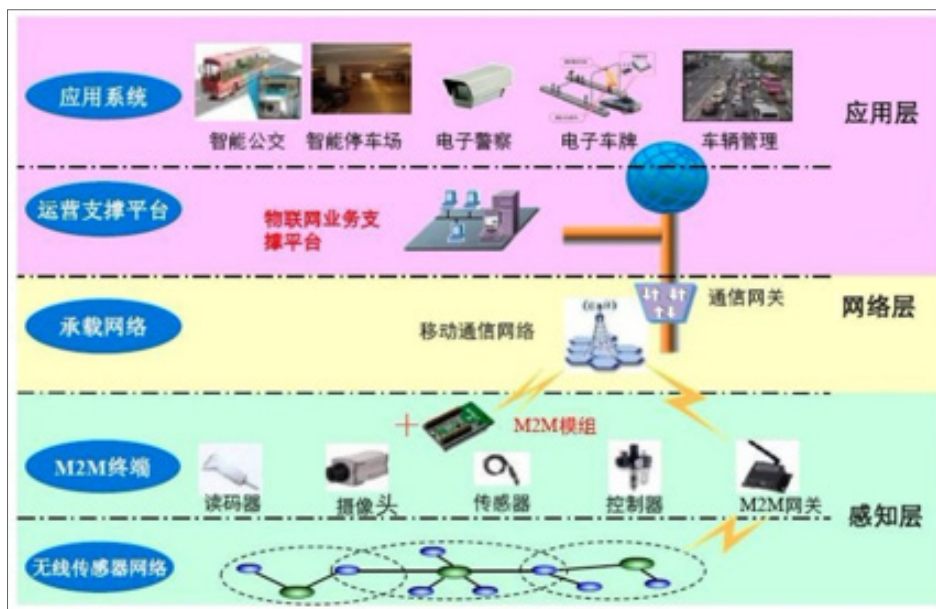 应用系统
智能公交
智能停车场
电子警察
电子车牌
车辆管理
应用层
运营支撑平台
物联网业务支
撑平台
承载网络
移动通信网络
通信网关
网络层
M2M模组
M2M终端
读码器
摄像头
传感器
控制器
M2M网关
感知层
无线传感器网络